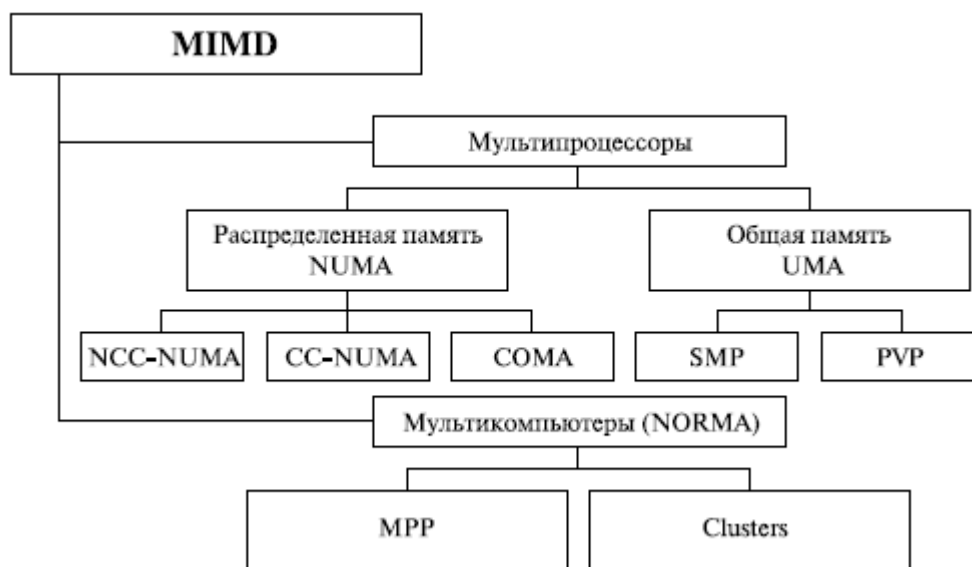 MIMD
Мультипроцессоры
Распределенная память
NUMA
Общая память
UMA
NCC-NUMA
CC-NUMA
COMA
SMP
PVP
Мультикомпьютеры (NORMA)
MPP
Clusters